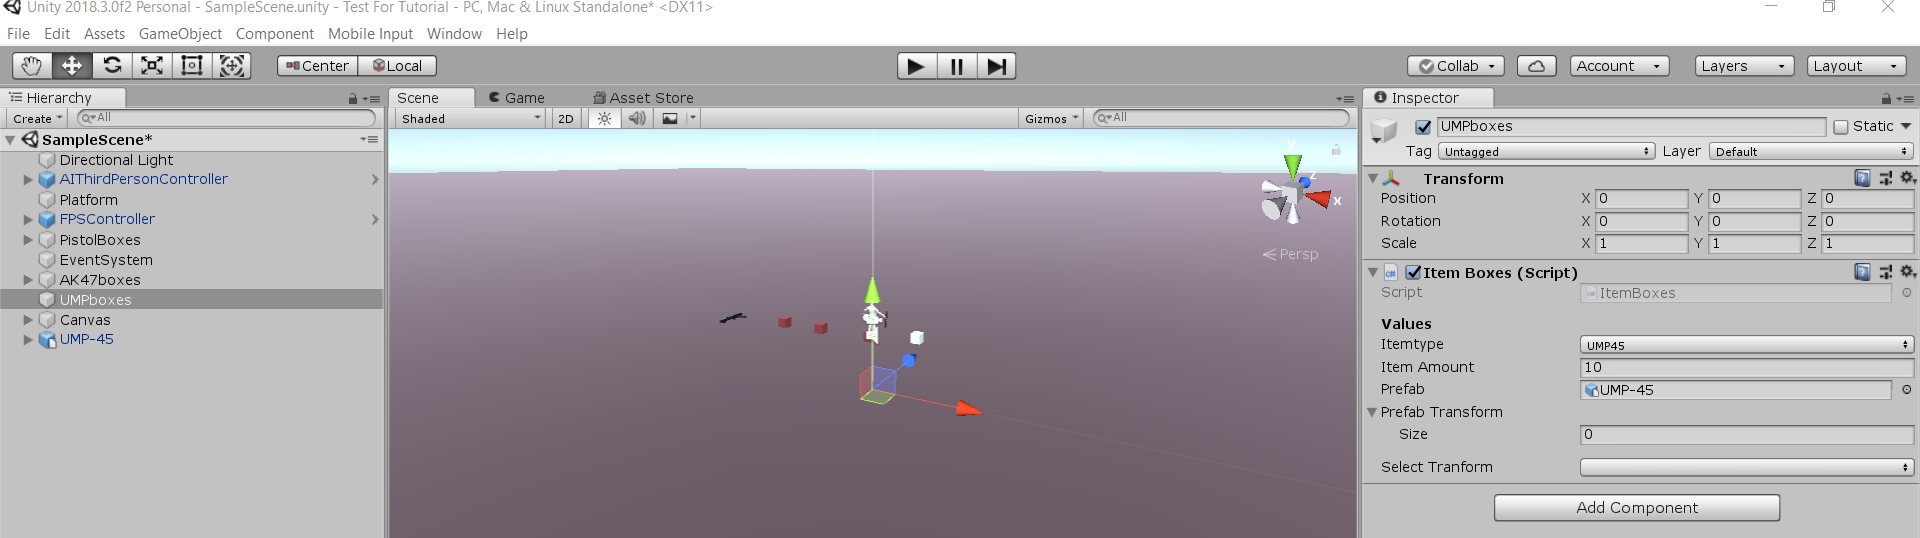 Unity 2018.3.0f2 Personal - SampleScene.unity - Test For Tutorial - PC, Mac & Linux Standalone* <DX11>
File Edit Assets GameObject Component Mobile Input Window Help
Center Local Collab Account Layers Layout
Hierarchy
Create All
SampleScene*
Directional Light
AIThirdPersonController
Platform
FPSController
PistolBoxes
EventSystem
AK47boxes
UMPboxes
Canvas
UMP-45
Scene Game Asset Store
Shaded 2D Gizmos All
y
z
x
Persp
Inspector
UMPboxes Static
Tag Untagged Layer Default
Transform
Position X 0 Y 0 Z 0
Rotation X 0 Y 0 Z 0
Scale X 1 Y 1 Z 1
Item Boxes (Script)
Script ItemBoxes
Values
Itemtype UMP45
Item Amount 10
Prefab UMP-45
Prefab Transform
Size 0
Select Tranform
Add Component